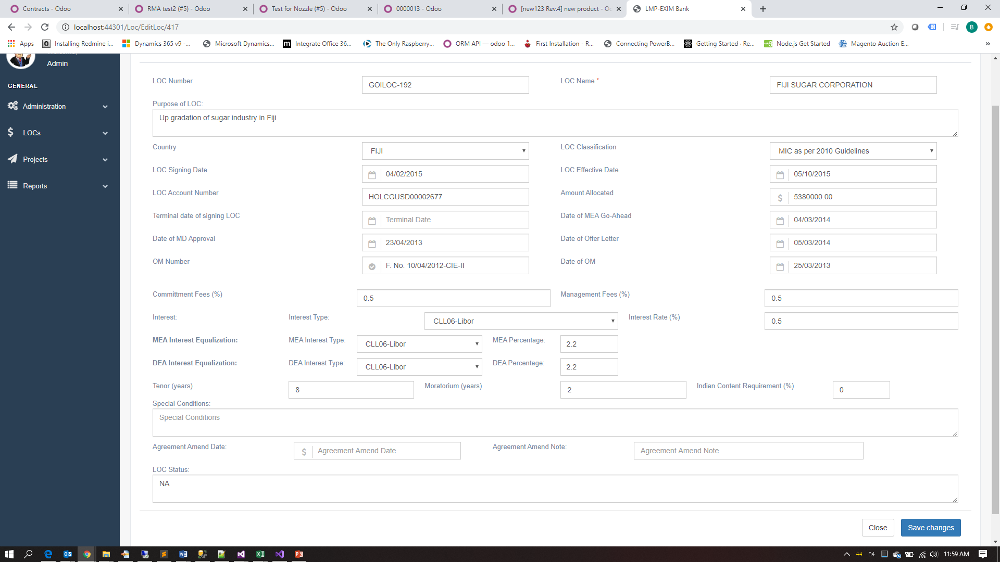 Contracts - Odoo
RMA test2 (#5) - Odoo
Test for Nozzle (#5) - Odoo
0000013 - Odoo
[new123 Rev.4] new product - Oc
LMP-EXIM Bank
localhost:44301/Loc/EditLoc/417
B
Apps
Installing Redmine i...
Dynamics 365 v9 -...
Microsoft Dynamics...
Integrate Office 36...
The Only Raspberry...
ORM API — odoo 1...
First Installation - R...
Connecting PowerB...
Getting Started · Re...
Node.js Get Started
Magento Auction E...
»
Admin
GENERAL
Administration
LOCs
Projects
Reports
LOC Number
GOILOC-192
LOC Name *
FIJI SUGAR CORPORATION
Purpose of LOC:
Up gradation of sugar industry in Fiji
Country
FIJI
LOC Classification
MIC as per 2010 Guidelines
LOC Signing Date
04/02/2015
LOC Effective Date
05/10/2015
LOC Account Number
HOLCGUSD00002677
Amount Allocated
$ 5380000.00
Terminal date of signing LOC
Terminal Date
Date of MEA Go-Ahead
04/03/2014
Date of MD Approval
23/04/2013
Date of Offer Letter
05/03/2014
OM Number
F. No. 10/04/2012-CIE-II
Date of OM
25/03/2013
Committment Fees (%)
0.5
Management Fees (%)
0.5
Interest:
Interest Type:
CLL06-Libor
Interest Rate (%)
0.5
MEA Interest Equalization:
MEA Interest Type:
CLL06-Libor
MEA Percentage:
2.2
DEA Interest Equalization:
DEA Interest Type:
CLL06-Libor
DEA Percentage:
2.2
Tenor (years)
8
Moratorium (years)
2
Indian Content Requirement (%)
0
Special Conditions:
Special Conditions
Agreement Amend Date:
$ Agreement Amend Date
Agreement Amend Note:
Agreement Amend Note
LOC Status:
NA
Close
Save changes
44
84
11:59 AM